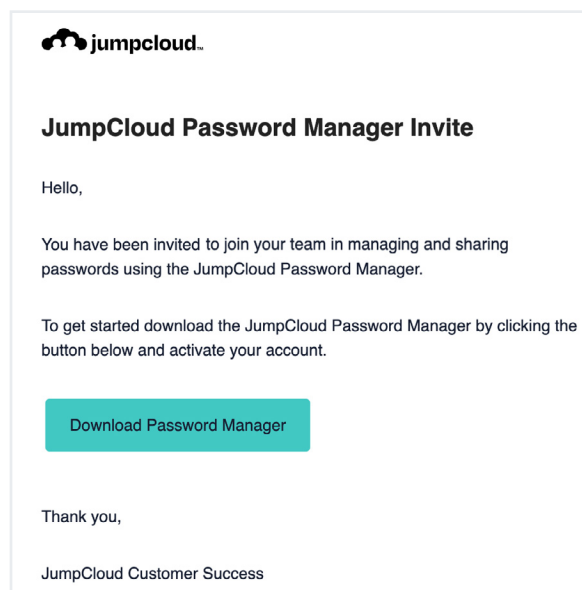 jumpcloud™
JumpCloud Password Manager Invite
Hello,
You have been invited to join your team in managing and sharing
passwords using the JumpCloud Password Manager.
To get started download the JumpCloud Password Manager by clicking the
button below and activate your account.
Download Password Manager
Thank you,
JumpCloud Customer Success